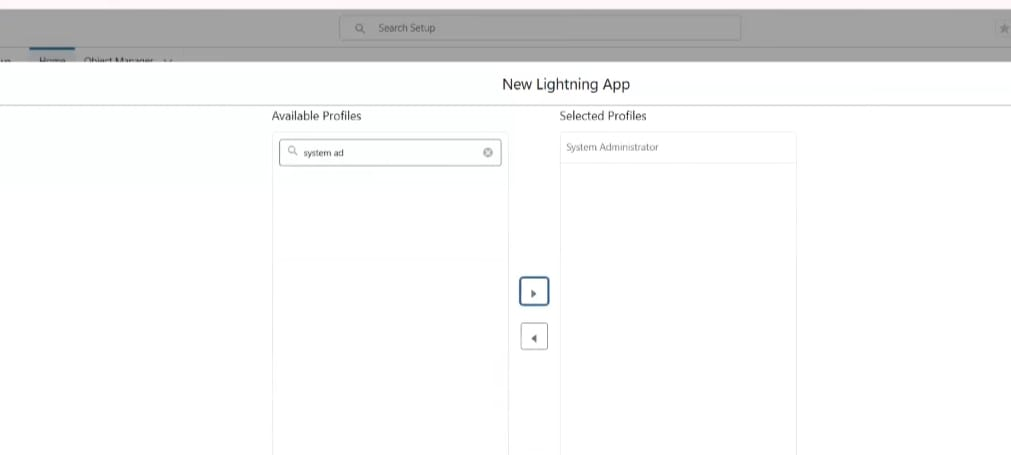 Search Setup
Home Object Manager
New Lightning App
Available Profiles
Selected Profiles
system ad
System Administrator